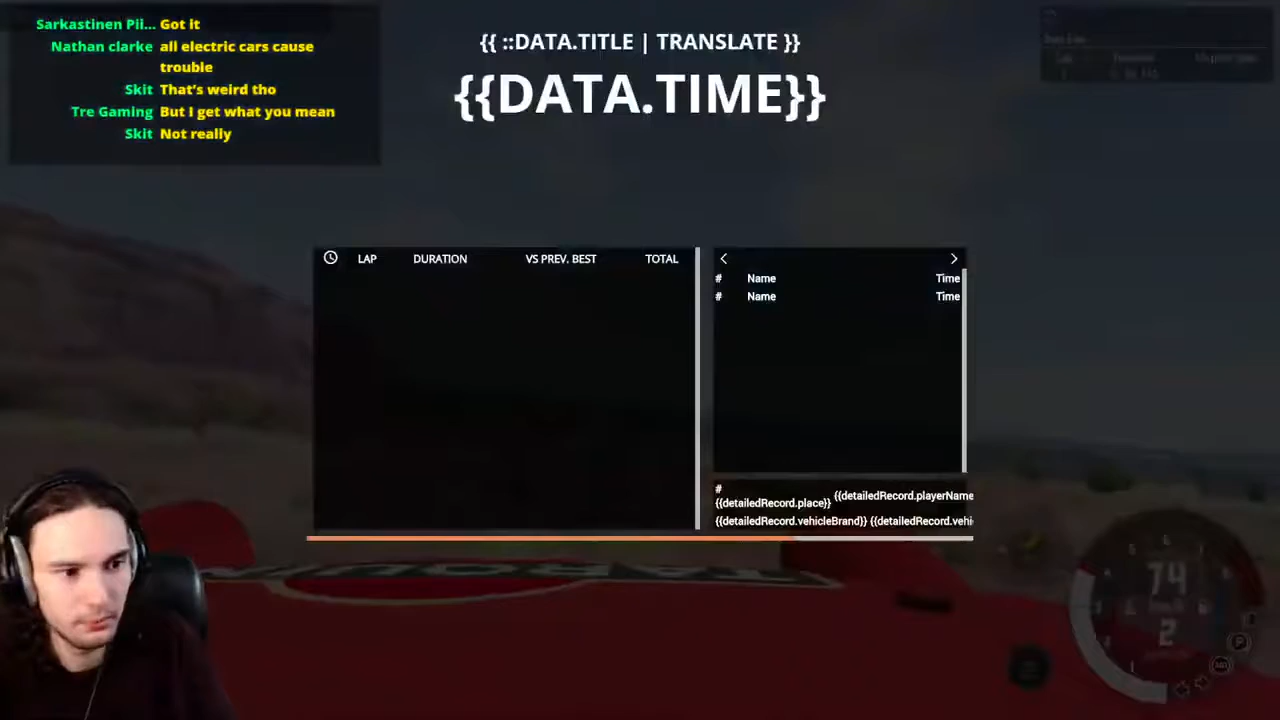 Sarkastinen Pii... Got it
Nathan clarke all electric cars cause
trouble
Skit That's weird tho
Tre Gaming But I get what you mean
Skit Not really
{{ ::DATA.TITLE | TRANSLATE }}
{{DATA.TIME}}
LAP DURATION VS PREV. BEST TOTAL
# Name Time
# Name Time
#
{{detailedRecord.place}} {{detailedRecord.playerName
{{detailedRecord.vehicleBrand}} {{detailedRecord.vehi
74
2